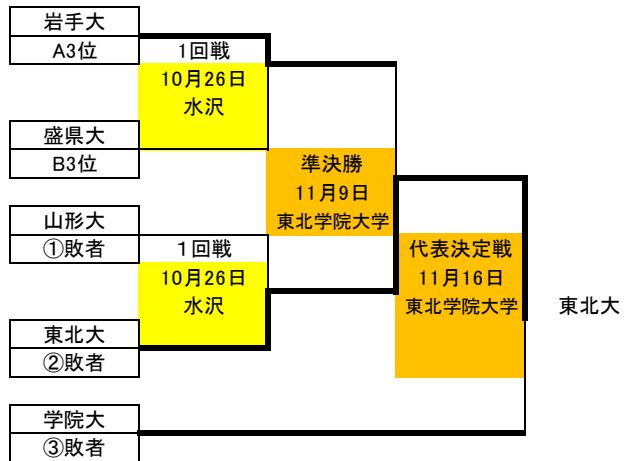 岩手大
A3位
1回戦
10月26日
水沢
盛県大
B3位
準決勝
11月9日
東北学院大学
山形大
①敗者
1回戦
10月26日
水沢
代表決定戦
11月16日
東北学院大学
東北大
東北大
②敗者
学院大
③敗者